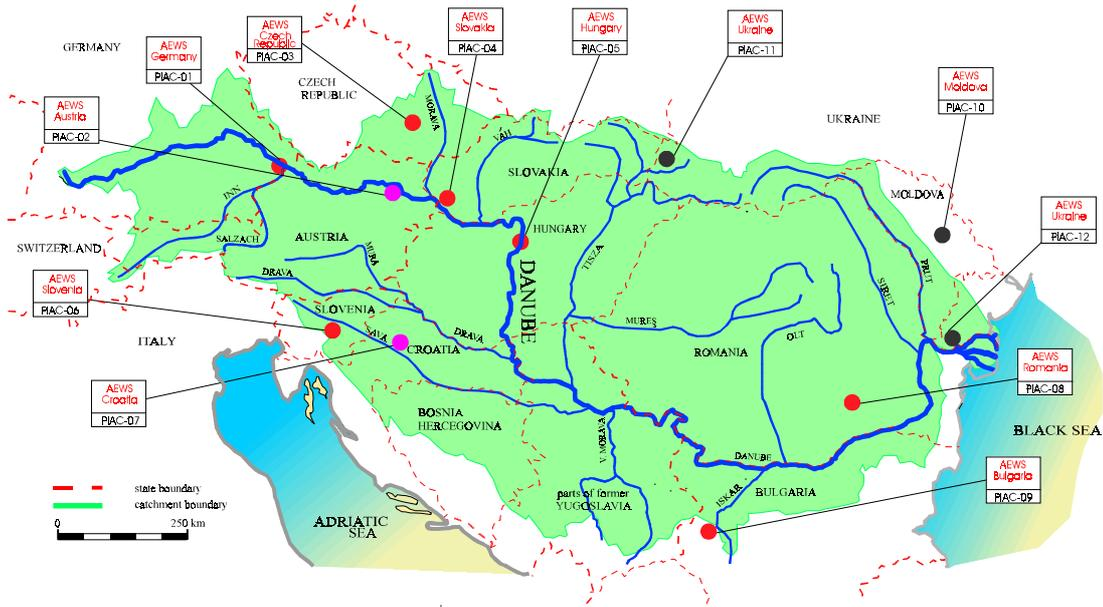 AEWS
Slovakia
PIAC-04
AEWS
Hungary
PIAC-05
AEWS
Ukraine
PIAC-11
AEWS
Czech
Republic
PIAC-03
AEWS
Germany
PIAC-01
GERMANY
CZECH
REPUBLIC
AEWS
Moldova
PIAC-10
AEWS
Austria
PIAC-02
MORAVA
VÁH
UKRAINE
SLOVAKIA
INN
MOLDOVA
AEWS
Ukraine
PIAC-12
SWITZERLAND
SALZACH
AUSTRIA
HUNGARY
MURA
TISZA
DRAVA
DANUBE
PRUT
SIRET
AEWS
Slovenia
PIAC-06
SLOVENIA
SAVA
DRAVA
MUREŞ
OLT
ITALY
CROATIA
ROMANIA
AEWS
Romania
PIAC-08
AEWS
Croatia
PIAC-07
BOSNIA
HERCEGOVINA
V. MORAVA
BLACK SEA
DANUBE
AEWS
Bulgaria
PIAC-09
ISKAR
BULGARIA
parts of former
YUGOSLAVIA
state boundary
catchment boundary
0
250 km
ADRIATIC
SEA